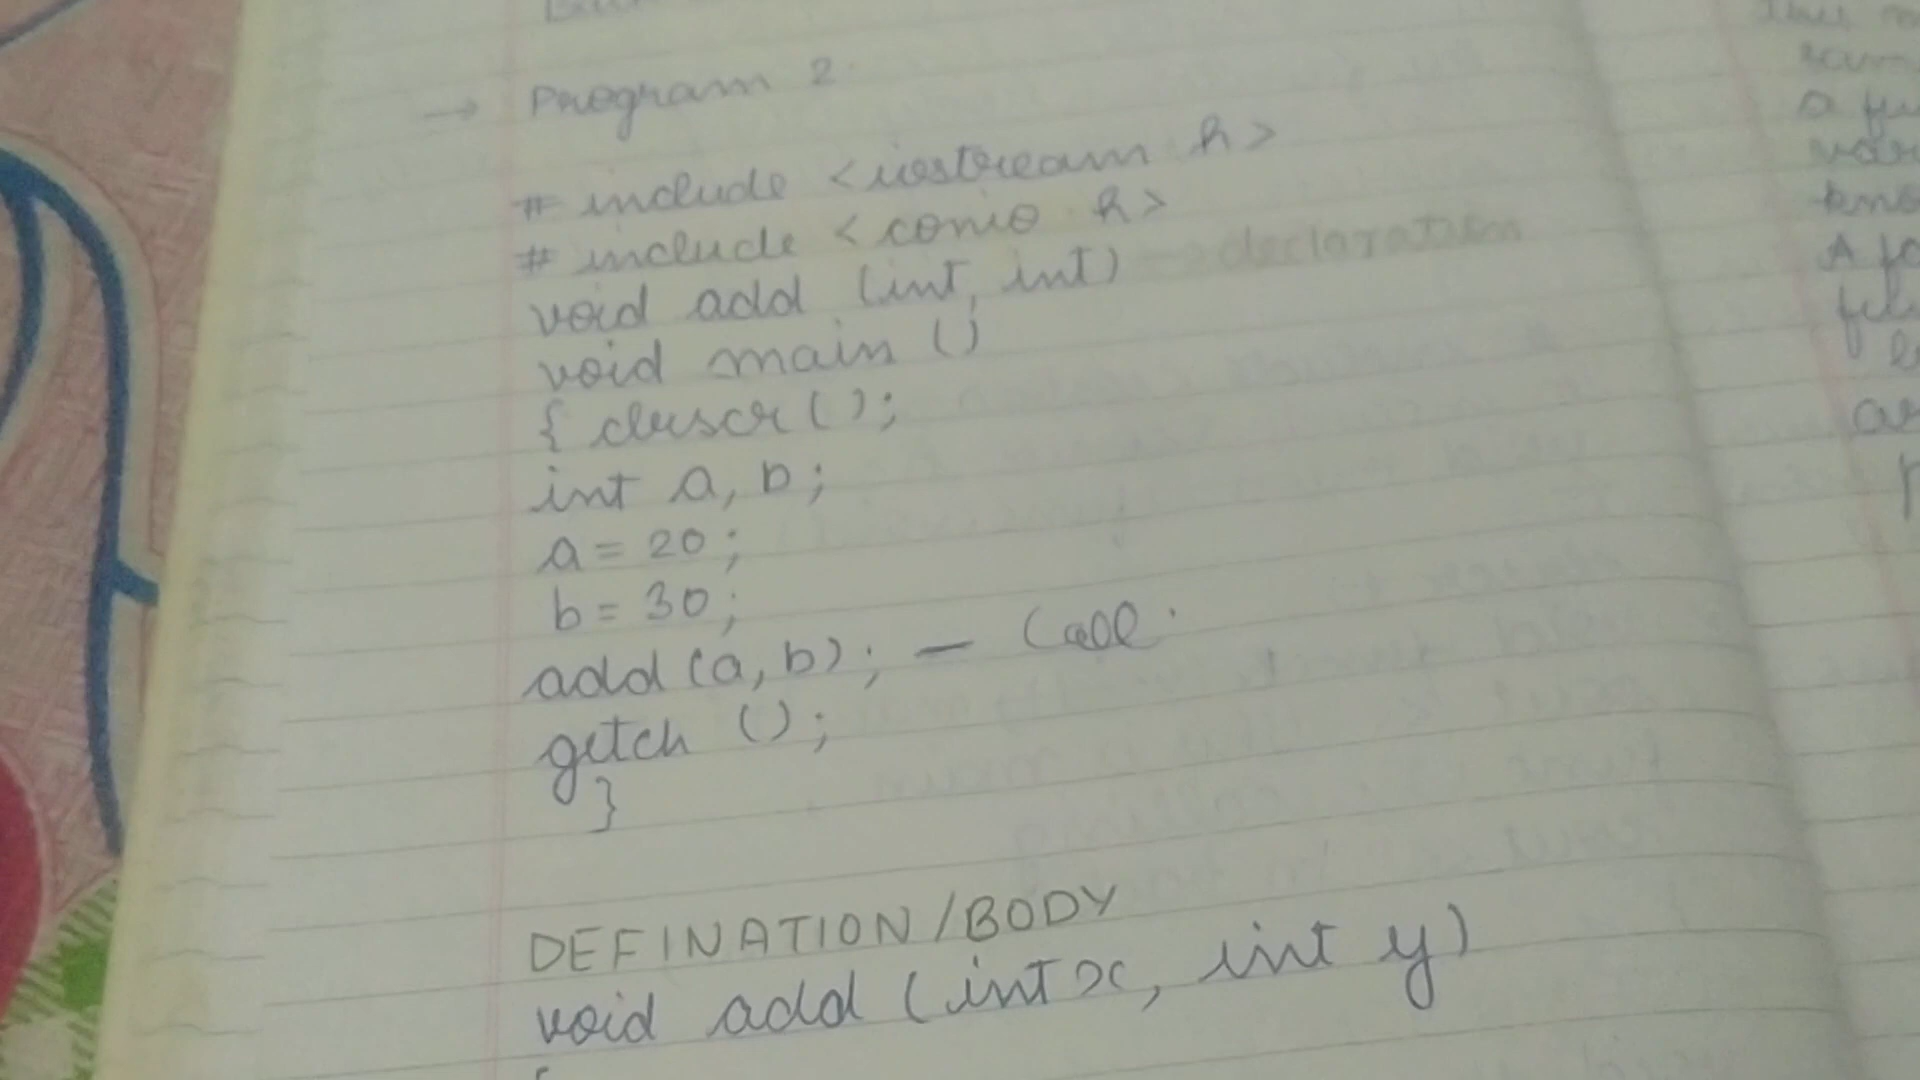 → Program 2.
# include <iostream.h>
# include <conio.h>
void add (int, int) → declaration
void main ()
{ clrscr();
int a, b;
a = 20;
b = 30;
add (a, b); — Call.
getch ();
}
DEFINATION/BODY
void add (int x, int y)
{